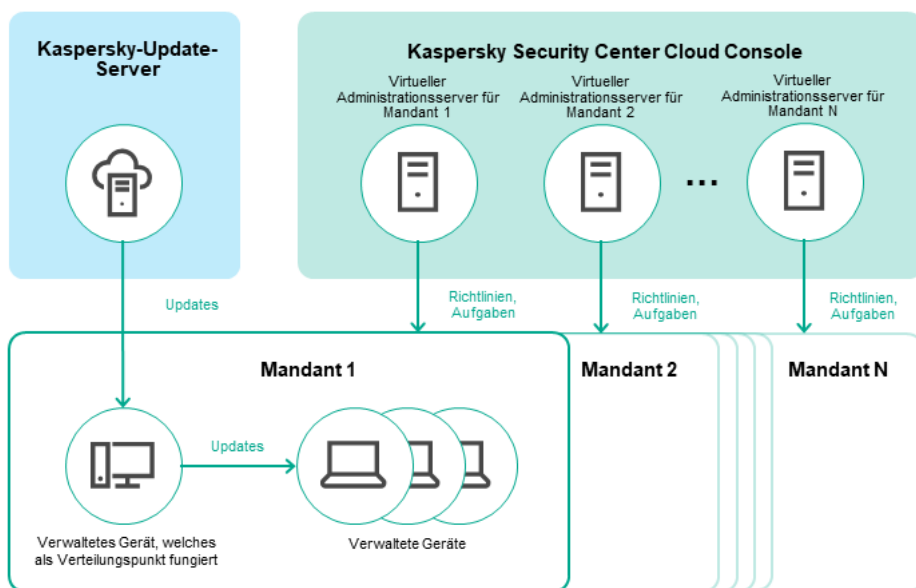 Kaspersky-Update-
Server
Kaspersky Security Center Cloud Console
Virtueller
Administrationsserver für
Mandant 1
Virtueller
Administrationsserver für
Mandant 2
Virtueller
Administrationsserver für
Mandant N
...
Updates
Richtlinien,
Aufgaben
Richtlinien,
Aufgaben
Richtlinien,
Aufgaben
Mandant 1
Mandant 2
Mandant N
Updates
Verwaltetes Gerät, welches
als Verteilungspunkt fungiert
Verwaltete Geräte